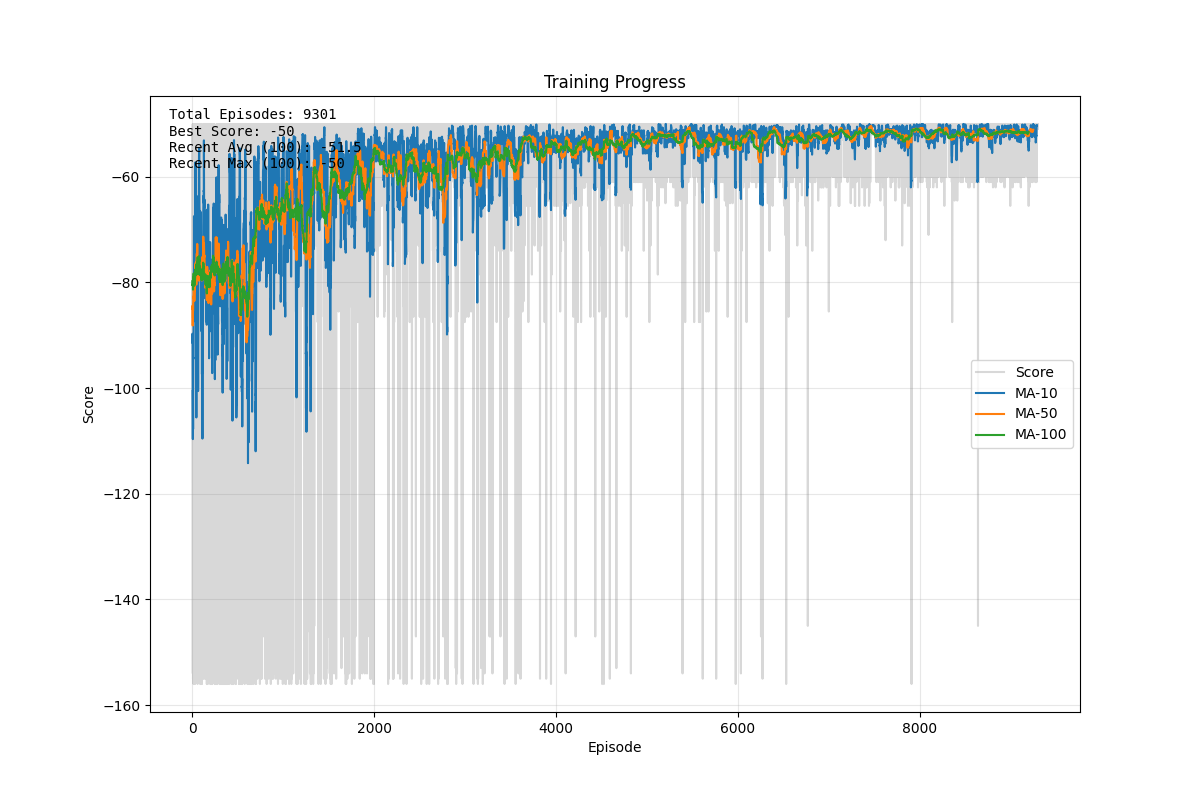 Training Progress
Total Episodes: 9301
Best Score: -50
Recent Avg (100): -51.5
Recent Max (100): -50
−60
−80
−100
−120
−140
−160
Score
Score
MA-10
MA-50
MA-100
0
2000
4000
6000
8000
Episode